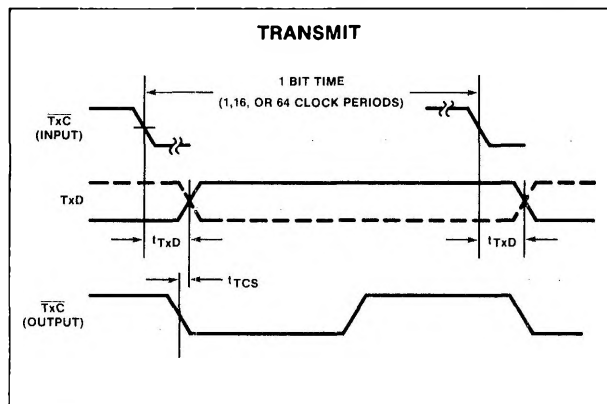 TRANSMIT
1 BIT TIME
(1,16, OR 64 CLOCK PERIODS)
TxC
(INPUT)
TxD
tTxD
tTxD
tTCS
TxC
(OUTPUT)